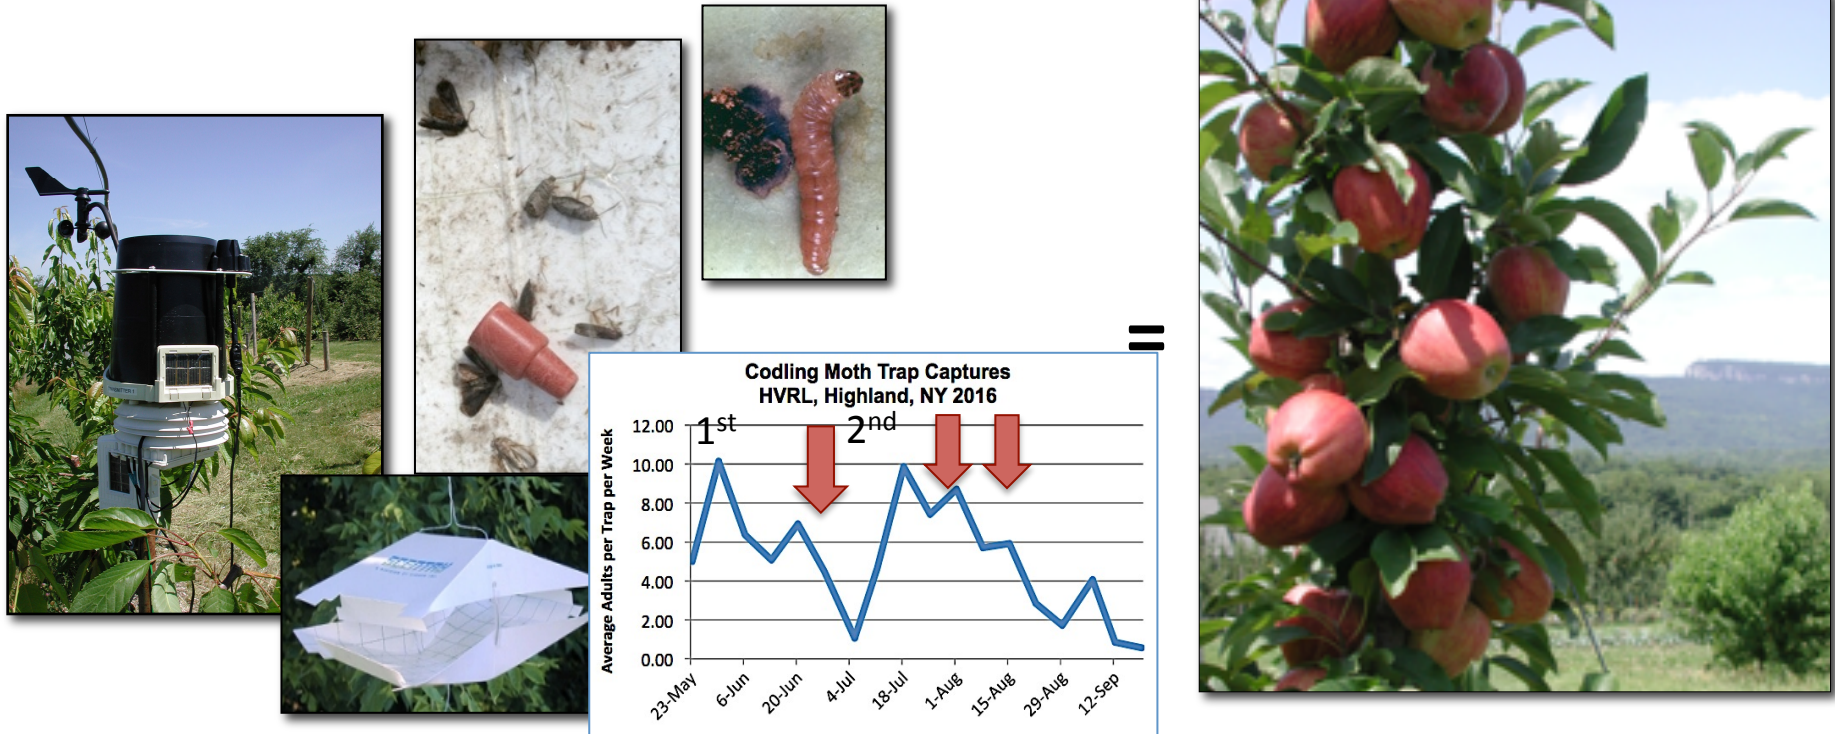 Codling Moth Trap Captures
HVRL, Highland, NY 2016
1st
2nd
Average Adults per Trap per Week
12.00
10.00
8.00
6.00
4.00
2.00
0.00
23-May
6-Jun
20-Jun
4-Jul
18-Jul
1-Aug
15-Aug
29-Aug
12-Sep
=